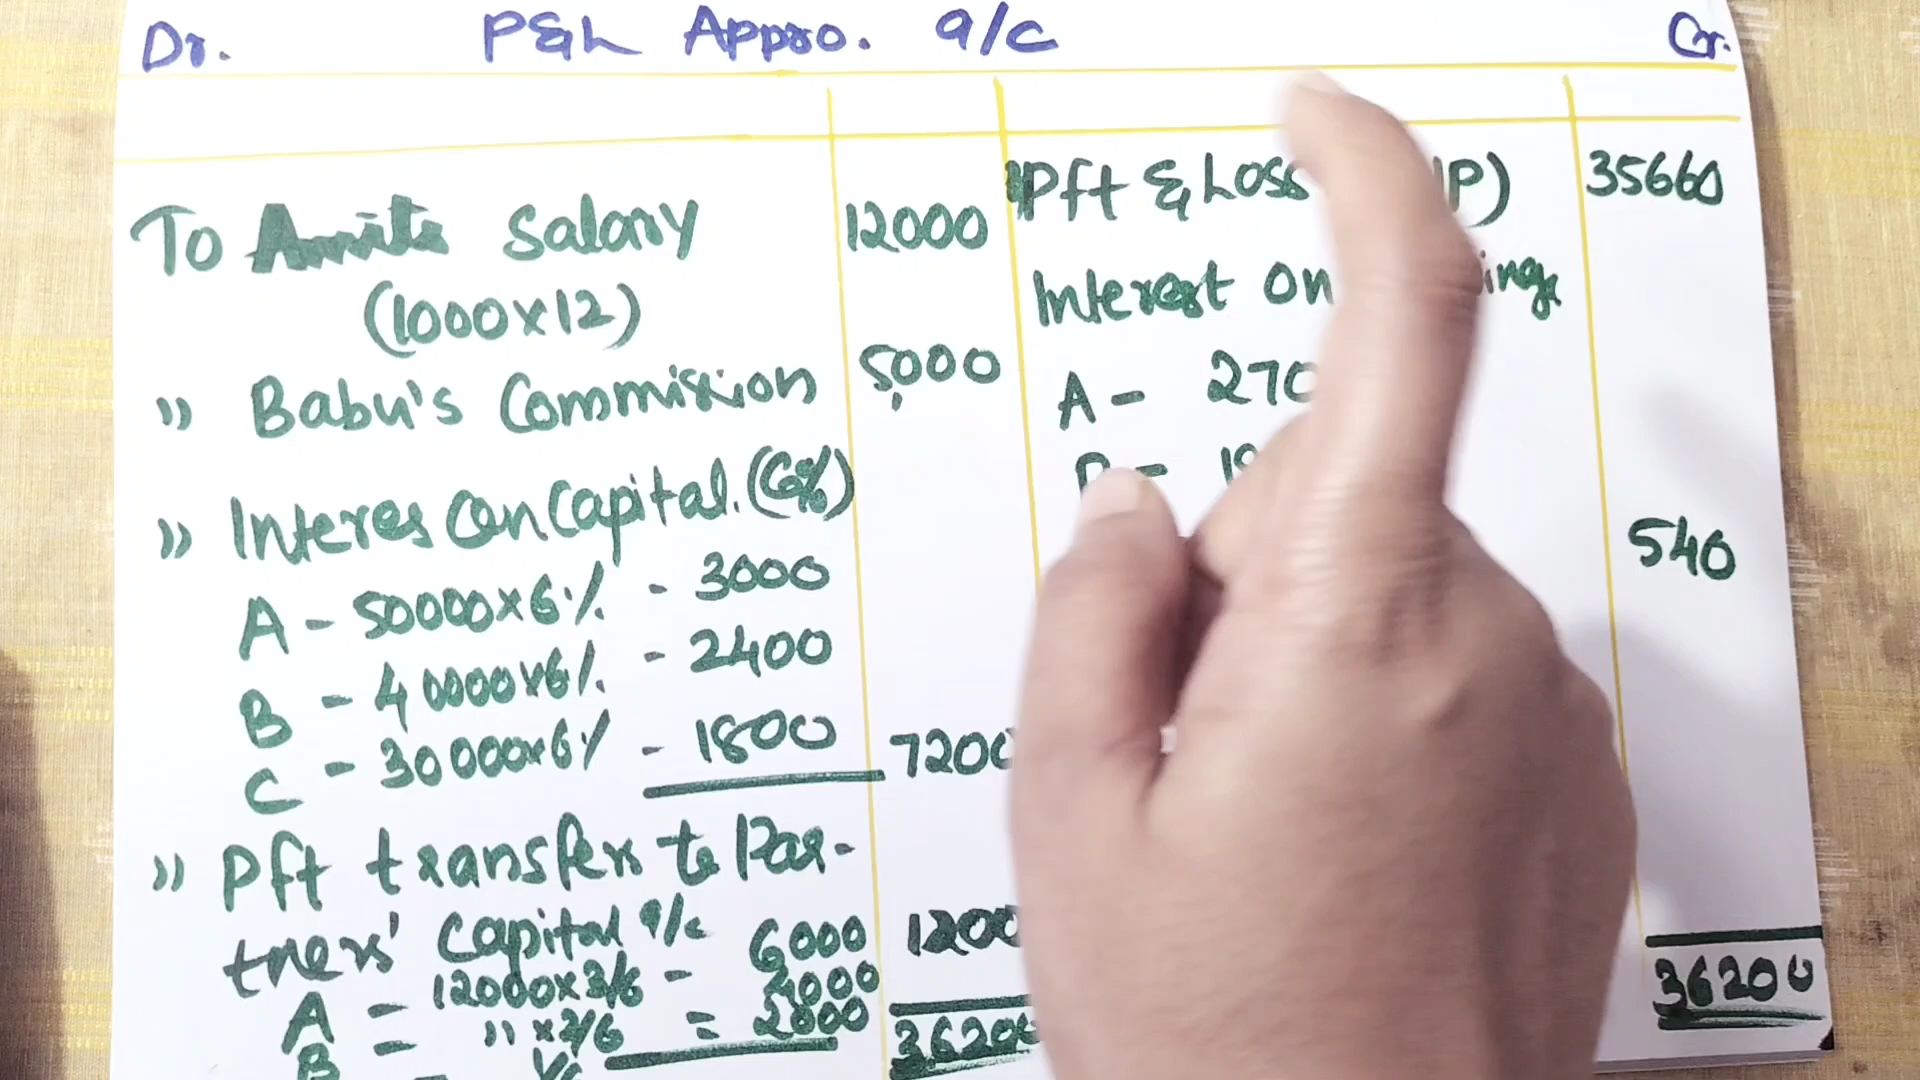 Dr. P&L Appro. a/c Cr.
To Amits salary 12000
(1000x12)
" Babu's Commission 5000
" Interes on Capital. (6%)
A - 50000x6% - 3000
B - 40000x6% - 2400
C - 30000x6% - 1800 7200
" Pft transfer to Par-
tners' Capital a/c 1200
A = 12000x3/6 - 6000
B = " x2/6 = 4000
2000
36200
Pft & Loss P) 35660
Interest on
A - 270
540
36200